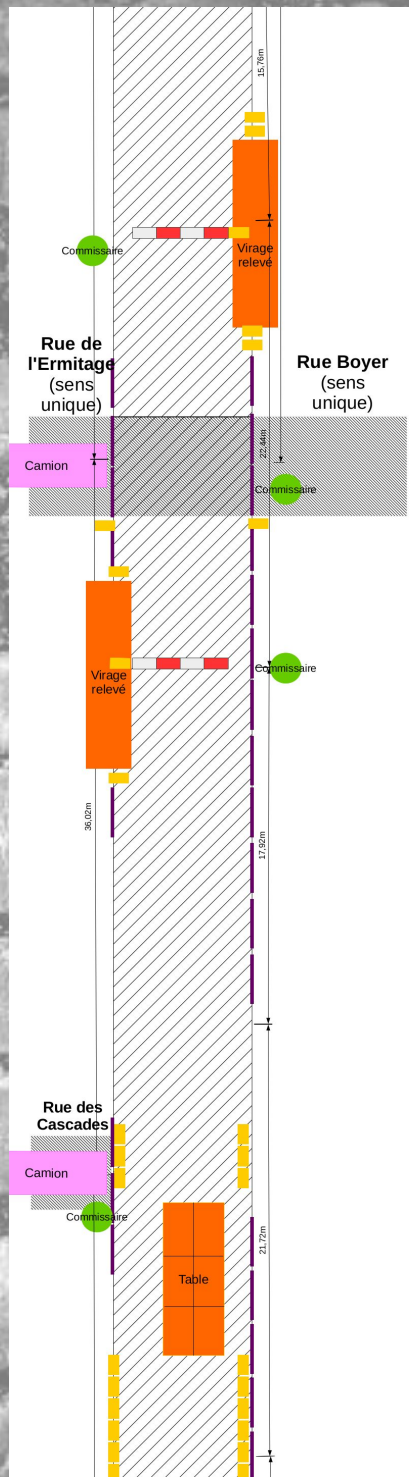 15,76m
Commissaire
Virage
relevé
Rue de
l'Ermitage
(sens
unique)
Rue Boyer
(sens
unique)
22,44m
Camion
Commissaire
Commissaire
Virage
relevé
36,02m
17,92m
Rue des
Cascades
Camion
Commissaire
21,72m
Table